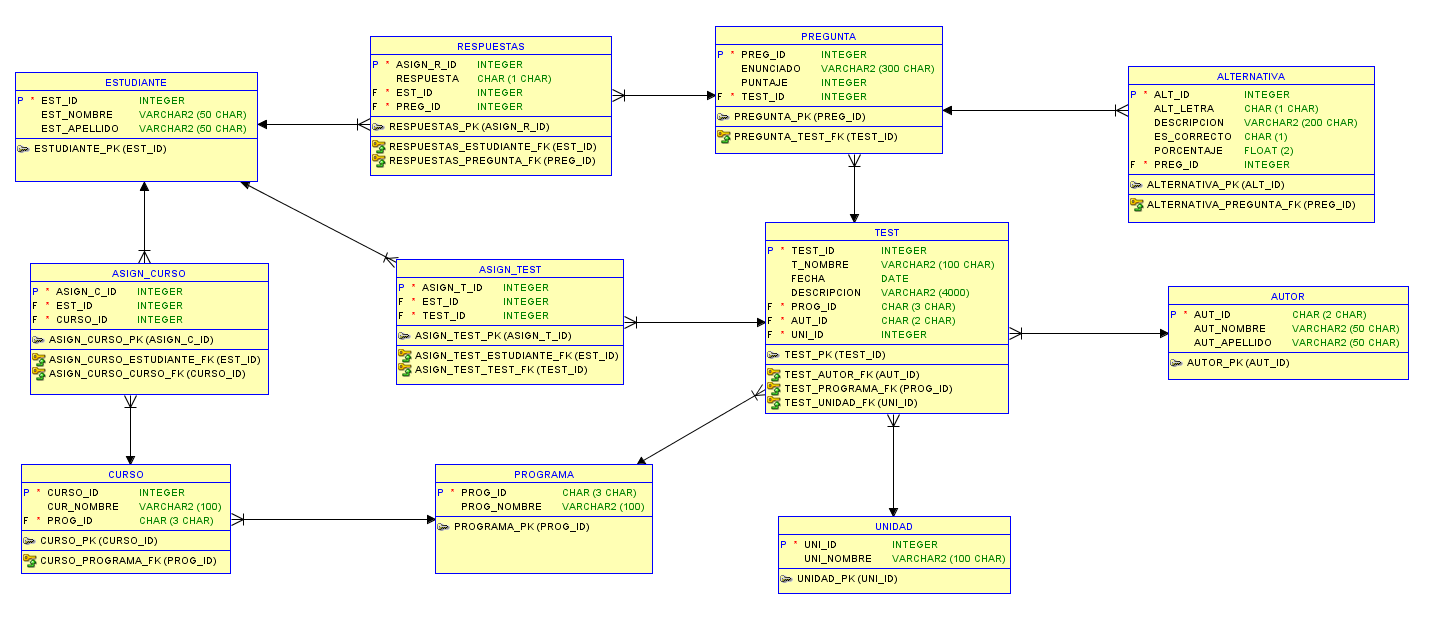 ESTUDIANTE
P * EST_ID INTEGER
EST_NOMBRE VARCHAR2 (50 CHAR)
EST_APELLIDO VARCHAR2 (50 CHAR)
ESTUDIANTE_PK (EST_ID)
RESPUESTAS
P * ASIGN_R_ID INTEGER
RESPUESTA CHAR (1 CHAR)
F * EST_ID INTEGER
F * PREG_ID INTEGER
RESPUESTAS_PK (ASIGN_R_ID)
RESPUESTAS_ESTUDIANTE_FK (EST_ID)
RESPUESTAS_PREGUNTA_FK (PREG_ID)
PREGUNTA
P * PREG_ID INTEGER
ENUNCIADO VARCHAR2 (300 CHAR)
PUNTAJE INTEGER
F * TEST_ID INTEGER
PREGUNTA_PK (PREG_ID)
PREGUNTA_TEST_FK (TEST_ID)
ALTERNATIVA
P * ALT_ID INTEGER
ALT_LETRA CHAR (1 CHAR)
DESCRIPCION VARCHAR2 (200 CHAR)
ES_CORRECTO CHAR (1)
PORCENTAJE FLOAT (2)
F * PREG_ID INTEGER
ALTERNATIVA_PK (ALT_ID)
ALTERNATIVA_PREGUNTA_FK (PREG_ID)
ASIGN_CURSO
P * ASIGN_C_ID INTEGER
F * EST_ID INTEGER
F * CURSO_ID INTEGER
ASIGN_CURSO_PK (ASIGN_C_ID)
ASIGN_CURSO_ESTUDIANTE_FK (EST_ID)
ASIGN_CURSO_CURSO_FK (CURSO_ID)
ASIGN_TEST
P * ASIGN_T_ID INTEGER
F * EST_ID INTEGER
F * TEST_ID INTEGER
ASIGN_TEST_PK (ASIGN_T_ID)
ASIGN_TEST_ESTUDIANTE_FK (EST_ID)
ASIGN_TEST_TEST_FK (TEST_ID)
TEST
P * TEST_ID INTEGER
T_NOMBRE VARCHAR2 (100 CHAR)
FECHA DATE
DESCRIPCION VARCHAR2 (4000)
F * PROG_ID CHAR (3 CHAR)
F * AUT_ID CHAR (2 CHAR)
F * UNI_ID INTEGER
TEST_PK (TEST_ID)
TEST_AUTOR_FK (AUT_ID)
TEST_PROGRAMA_FK (PROG_ID)
TEST_UNIDAD_FK (UNI_ID)
AUTOR
P * AUT_ID CHAR (2 CHAR)
AUT_NOMBRE VARCHAR2 (50 CHAR)
AUT_APELLIDO VARCHAR2 (50 CHAR)
AUTOR_PK (AUT_ID)
CURSO
P * CURSO_ID INTEGER
CUR_NOMBRE VARCHAR2 (100)
F * PROG_ID CHAR (3 CHAR)
CURSO_PK (CURSO_ID)
CURSO_PROGRAMA_FK (PROG_ID)
PROGRAMA
P * PROG_ID CHAR (3 CHAR)
PROG_NOMBRE VARCHAR2 (100)
PROGRAMA_PK (PROG_ID)
UNIDAD
P * UNI_ID INTEGER
UNI_NOMBRE VARCHAR2 (100 CHAR)
UNIDAD_PK (UNI_ID)